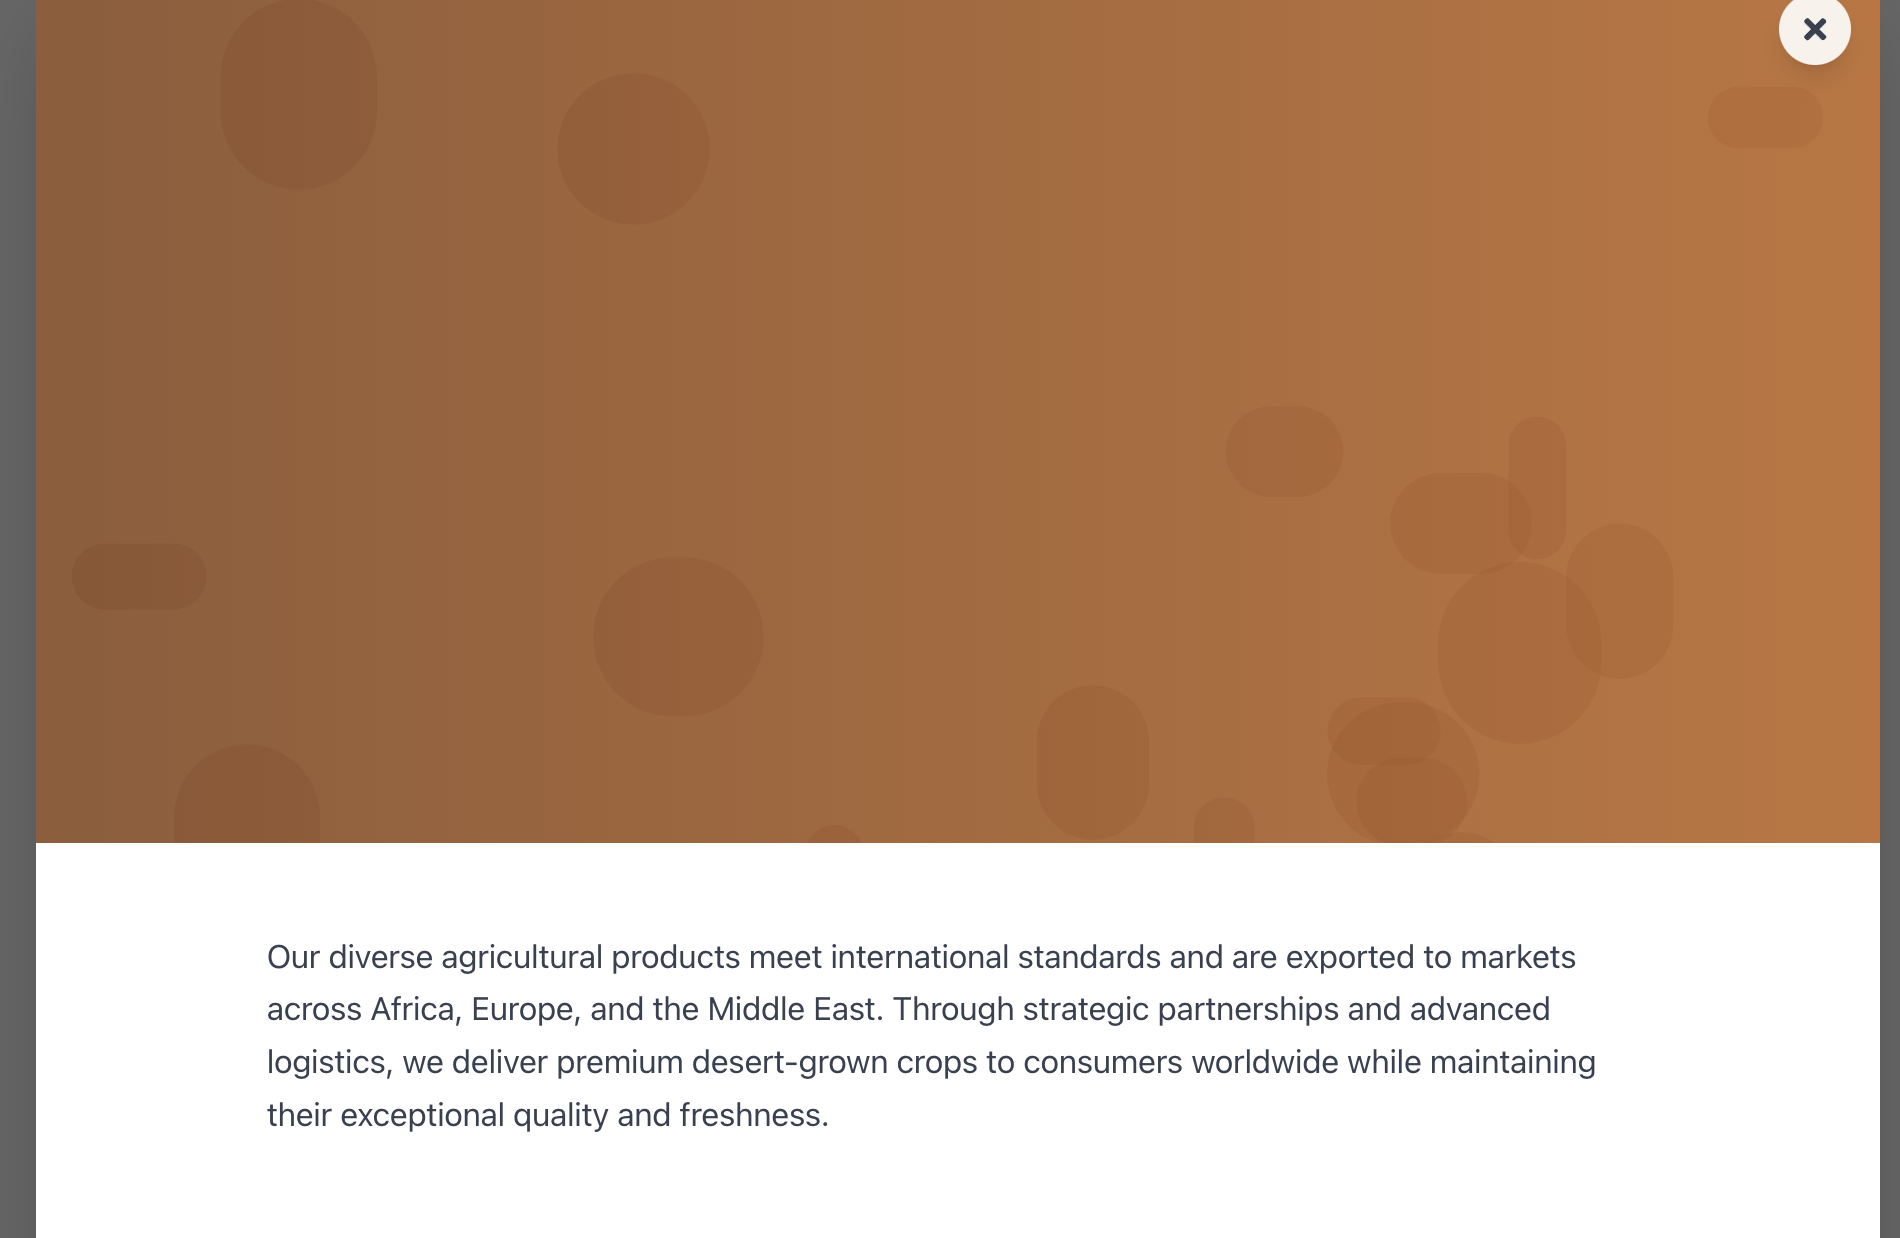 Our diverse agricultural products meet international standards and are exported to markets
across Africa, Europe, and the Middle East. Through strategic partnerships and advanced
logistics, we deliver premium desert-grown crops to consumers worldwide while maintaining
their exceptional quality and freshness.